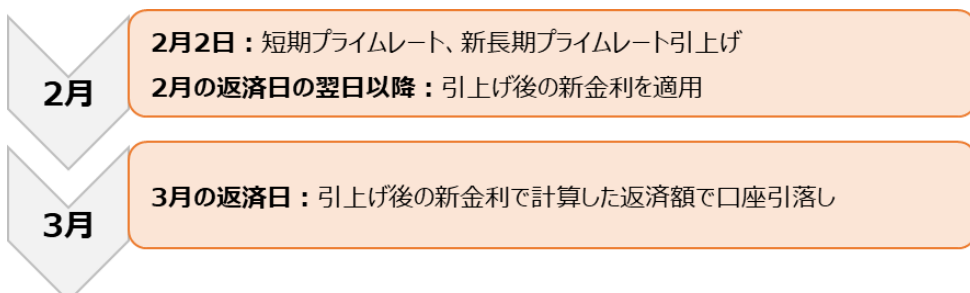 2月
2月2日：短期プライムレート、新長期プライムレート引上げ
2月の返済日の翌日以降：引上げ後の新金利を適用
3月
3月の返済日：引上げ後の新金利で計算した返済額で口座引落し